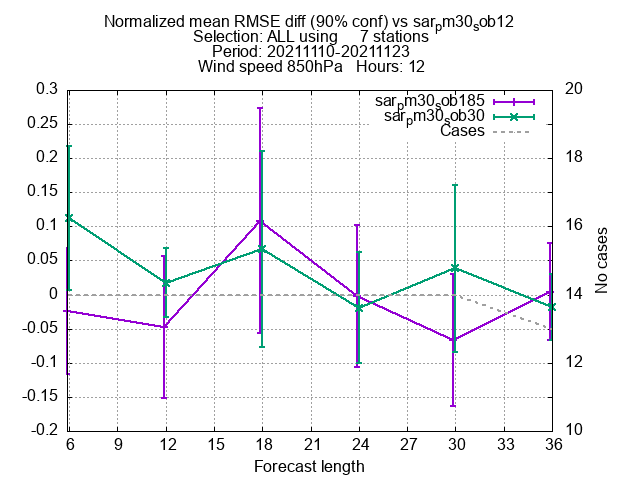 Normalized mean RMSE diff (90% conf) vs sarpm30sob12
Selection: ALL using 7 stations
Period: 20211110-20211123
Wind speed 850hPa Hours: 12
0.3
0.25
0.2
0.15
0.1
0.05
0
-0.05
-0.1
-0.15
-0.2
20
18
16
14
12
10
No cases
sarpm30sob185
sarpm30sob30
Cases
6 9 12 15 18 21 24 27 30 33 36
Forecast length